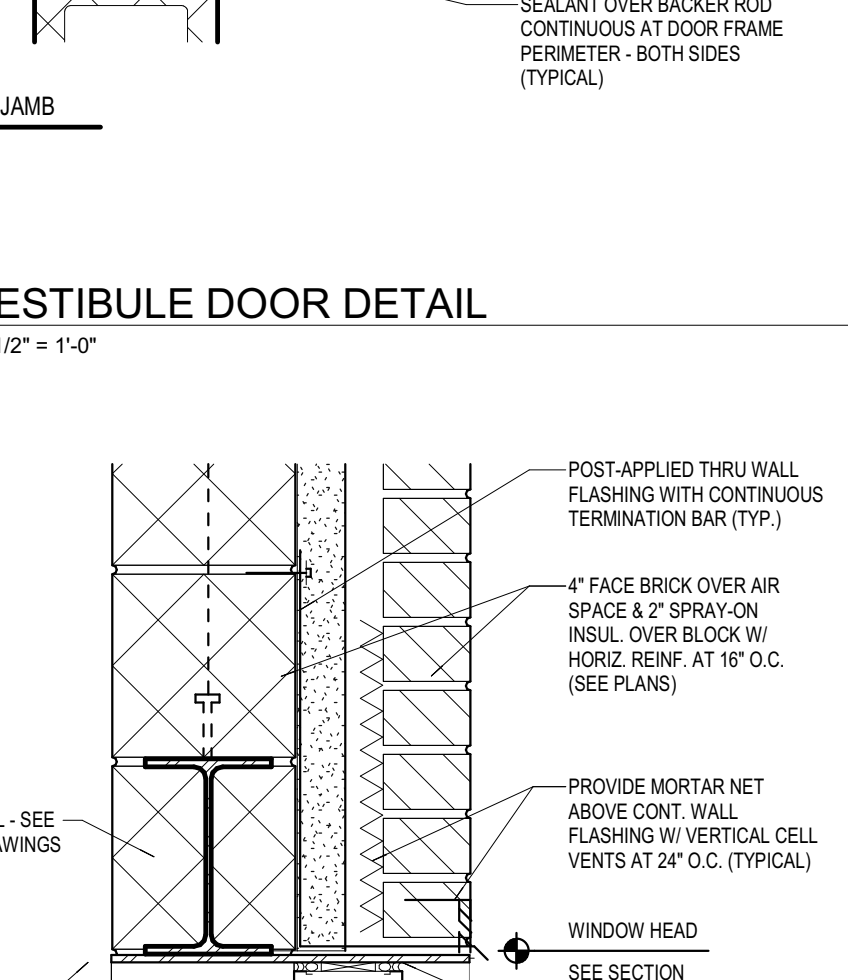 SEALANT OVER BACKER ROD
CONTINUOUS AT DOOR FRAME
PERIMETER - BOTH SIDES
(TYPICAL)
JAMB
ESTIBULE DOOR DETAIL
1/2" = 1'-0"
POST-APPLIED THRU WALL
FLASHING WITH CONTINUOUS
TERMINATION BAR (TYP.)
4" FACE BRICK OVER AIR
SPACE & 2" SPRAY-ON
INSUL. OVER BLOCK W/
HORIZ. REINF. AT 16" O.C.
(SEE PLANS)
L - SEE
AWINGS
PROVIDE MORTAR NET
ABOVE CONT. WALL
FLASHING W/ VERTICAL CELL
VENTS AT 24" O.C. (TYPICAL)
WINDOW HEAD
SEE SECTION